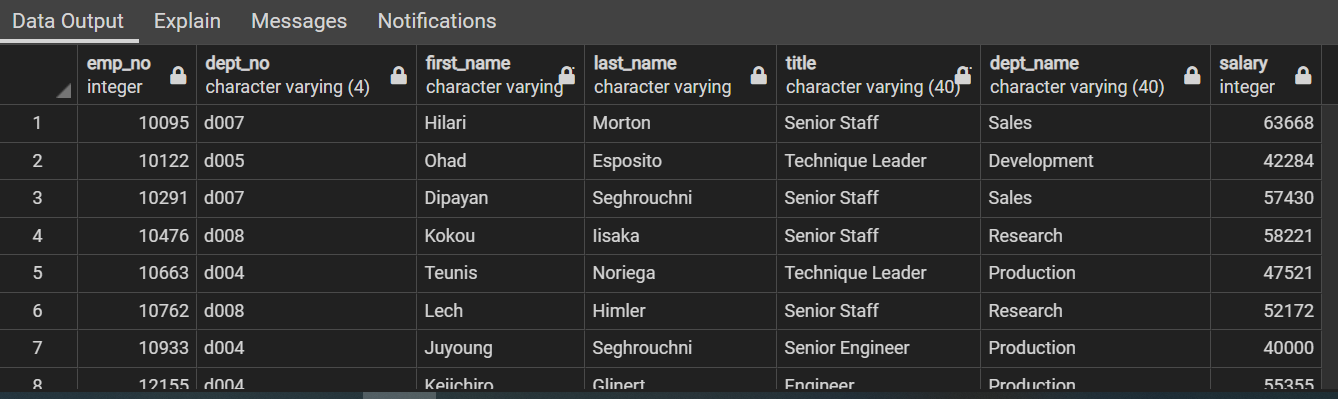 Data Output Explain Messages Notifications
emp_no dept_no first_name last_name title dept_name salary
integer character varying (4) character varying character varying character varying (40) character varying (40) integer
1 10095 d007 Hilari Morton Senior Staff Sales 63668
2 10122 d005 Ohad Esposito Technique Leader Development 42284
3 10291 d007 Dipayan Seghrouchni Senior Staff Sales 57430
4 10476 d008 Kokou Iisaka Senior Staff Research 58221
5 10663 d004 Teunis Noriega Technique Leader Production 47521
6 10762 d008 Lech Himler Senior Staff Research 52172
7 10933 d004 Juyoung Seghrouchni Senior Engineer Production 40000
8 12155 d004 Keiichiro Glinert Engineer Production 55355